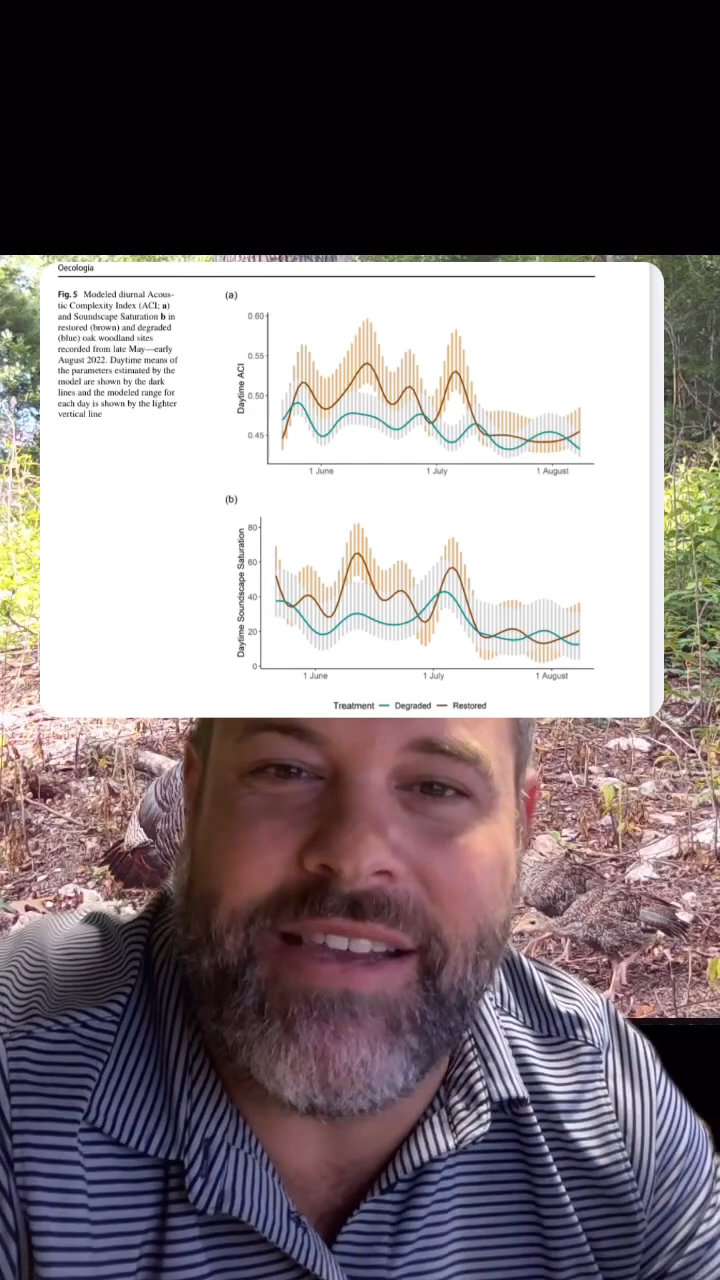 Oecologia
Fig. 5 Modeled diurnal Acous-
tic Complexity Index (ACI; a)
and Soundscape Saturation b in
restored (brown) and degraded
(blue) oak woodland sites
recorded from late May—early
August 2022. Daytime means of
the parameters estimated by the
model are shown by the dark
lines and the modeled range for
each day is shown by the lighter
vertical line
(a)
Daytime ACI
0.60
0.55
0.50
0.45
1 June 1 July 1 August
(b)
Daytime Soundscape Saturation
80
60
40
20
0
1 June 1 July 1 August
Treatment Degraded Restored